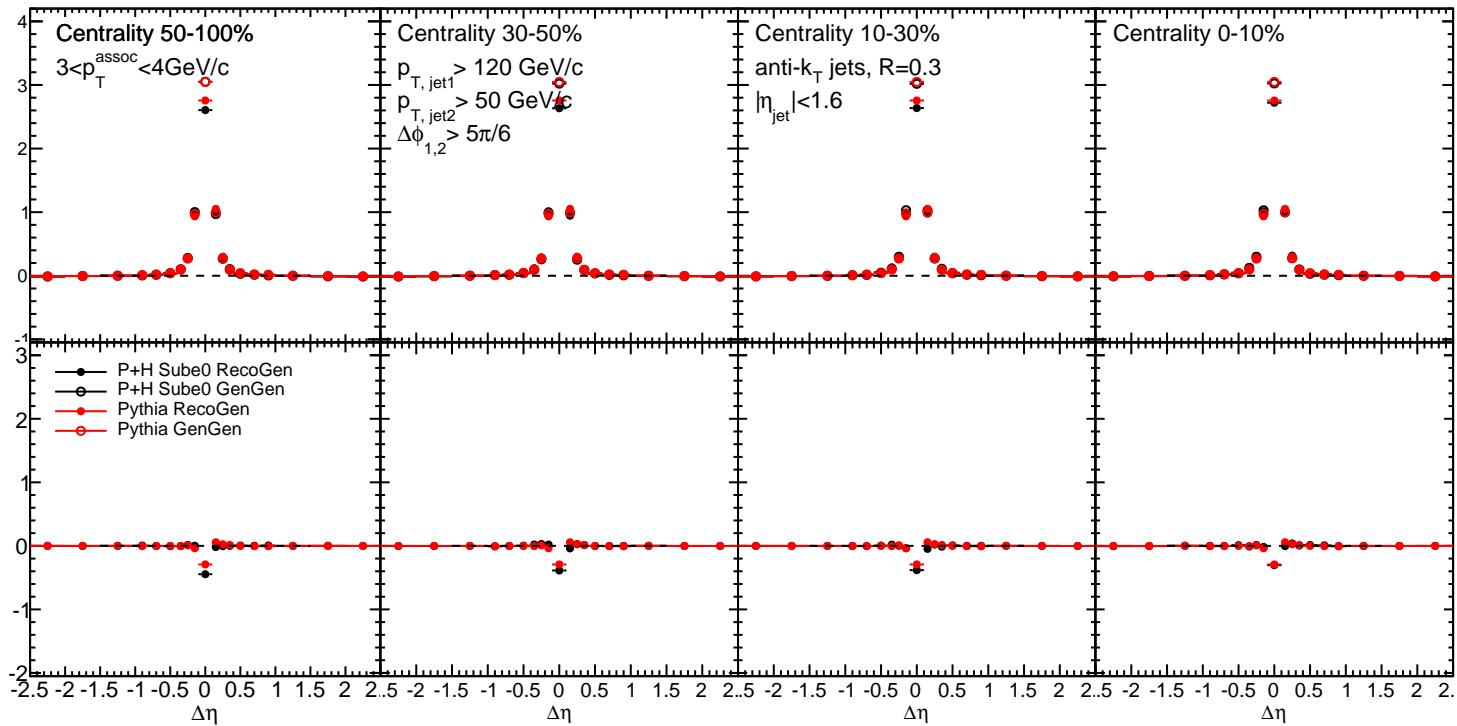 Centrality 50-100%
3<p_T^assoc<4GeV/c
Centrality 30-50%
p_T, jet1> 120 GeV/c
p_T, jet2> 50 GeV/c
Δϕ_1,2> 5π/6
Centrality 10-30%
anti-k_T jets, R=0.3
|η_jet|<1.6
Centrality 0-10%
4
3
2
1
0
-1
P+H Sube0 RecoGen
P+H Sube0 GenGen
Pythia RecoGen
Pythia GenGen
3
2
1
0
-1
-2
-2.5 -2 -1.5 -1 -0.5 0 0.5 1 1.5 2 2.5 -2 -1.5 -1 -0.5 0 0.5 1 1.5 2 2.5 -2 -1.5 -1 -0.5 0 0.5 1 1.5 2 2.5 -2 -1.5 -1 -0.5 0 0.5 1 1.5 2 2.
Δη Δη Δη Δη